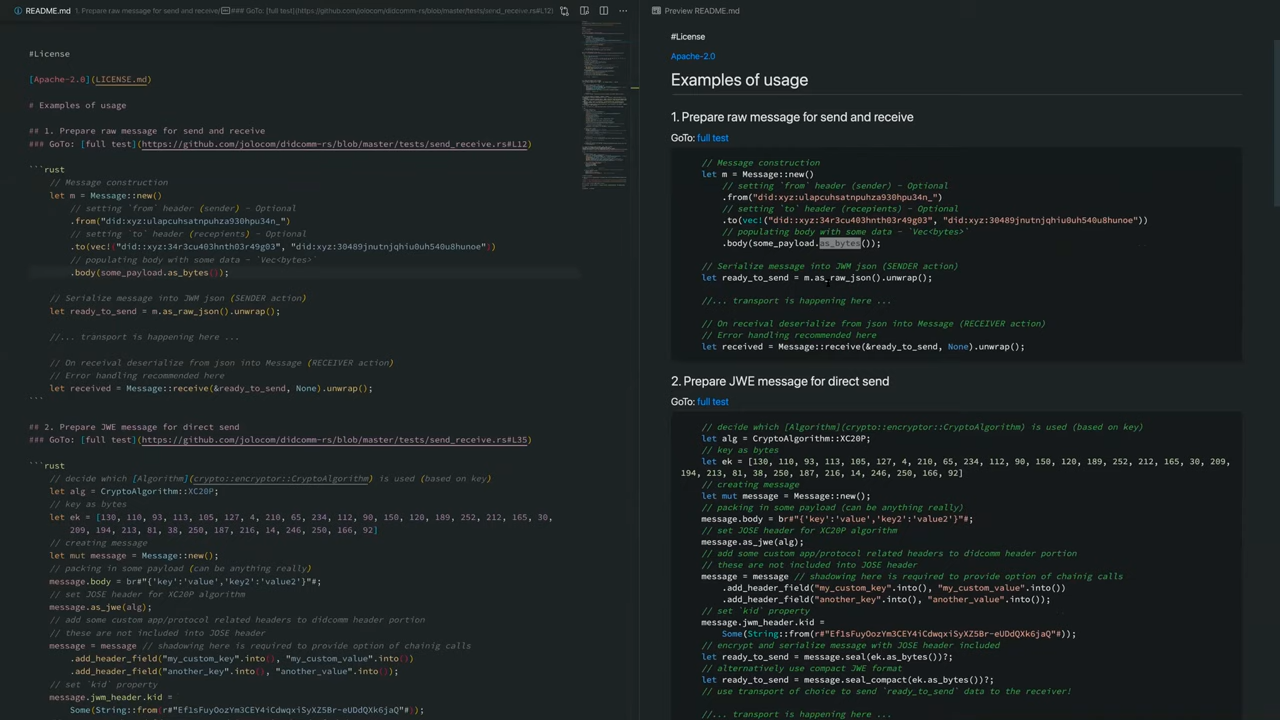 README.md 1. Prepare raw message for send and receive/ ### GoTo: [full test](https://github.com/jolocom/didcomm-rs/blob/master/tests/send_receive.rs#L12)
#License
[Apache-2.0](LICENSE.md)
# Examples of usage
## 1. Prepare raw message for send and receive
### GoTo: [full test](https://github.com/jolocom/didcomm-rs/blob/master/tests/send_receive.rs#L12)
```rust
// Message construction
let m = Message::new()
// setting `from` header (sender) - Optional
.from("did:xyz:ulapcuhsatnpuhza930hpu34n_")
// setting `to` header (recepients) - Optional
.to(vec!("did::xyz:34r3cu403hnth03r49g03", "did:xyz:30489jnutnjqhiu0uh540u8hunoe")
// populating body with some data - `Vec<bytes>`
.body(some_payload.as_bytes());
// Serialize message into JWM json (SENDER action)
let ready_to_send = m.as_raw_json().unwrap();
//... transport is happening here ...
// On receival deserialize from json into Message (RECEIVER action)
// Error handling recommended here
let received = Message::receive(&ready_to_send, None).unwrap();
```
## 2. Prepare JWE message for direct send
### GoTo: [full test](https://github.com/jolocom/didcomm-rs/blob/master/tests/send_receive.rs#L35)
```rust
// decide which [Algorithm](crypto::encryptor::CryptoAlgorithm) is used (based on key)
let alg = CryptoAlgorithm::XC20P;
// key as bytes
let ek = [130, 110, 93, 113, 105, 127, 4, 210, 65, 234, 112, 90, 150, 120, 189, 252, 212, 165, 30,
209, 194, 213, 81, 38, 250, 187, 216, 14, 246, 250, 166, 92]
// creating message
let mut message = Message::new();
// packing in some payload (can be anything really)
message.body = br#"{'key':'value','key2':'value2'}"#;
// set JOSE header for XC20P algorithm
message.as_jwe(alg);
// add some custom app/protocol related headers to didcomm header portion
// these are not included into JOSE header
message = message // shadowing here is required to provide option of chainig calls
.add_header_field("my_custom_key".into(), "my_custom_value".into())
.add_header_field("another_key".into(), "another_value".into());
// set `kid` property
message.jwm_header.kid =
Some(String::from(r#"Ef1sFuyOozYm3CEY4iCdwqxiSyXZ5Br-eUDdQXk6jaQ"#));
Preview README.md
#License
Apache-2.0
Examples of usage
1. Prepare raw message for send and receive
GoTo: full test
// Message construction
let m = Message::new()
// setting `from` header (sender) - Optional
.from("did:xyz:ulapcuhsatnpuhza930hpu34n_")
// setting `to` header (recepients) - Optional
.to(vec!("did::xyz:34r3cu403hnth03r49g03", "did:xyz:30489jnutnjqhiu0uh540u8hunoe"))
// populating body with some data - `Vec<bytes>`
.body(some_payload.as_bytes());
// Serialize message into JWM json (SENDER action)
let ready_to_send = m.as_raw_json().unwrap();
//... transport is happening here ...
// On receival deserialize from json into Message (RECEIVER action)
// Error handling recommended here
let received = Message::receive(&ready_to_send, None).unwrap();
2. Prepare JWE message for direct send
GoTo: full test
// decide which [Algorithm](crypto::encryptor::CryptoAlgorithm) is used (based on key)
let alg = CryptoAlgorithm::XC20P;
// key as bytes
let ek = [130, 110, 93, 113, 105, 127, 4, 210, 65, 234, 112, 90, 150, 120, 189, 252, 212, 165, 30, 209,
194, 213, 81, 38, 250, 187, 216, 14, 246, 250, 166, 92]
// creating message
let mut message = Message::new();
// packing in some payload (can be anything really)
message.body = br#"{'key':'value','key2':'value2'}"#;
// set JOSE header for XC20P algorithm
message.as_jwe(alg);
// add some custom app/protocol related headers to didcomm header portion
// these are not included into JOSE header
message = message // shadowing here is required to provide option of chainig calls
.add_header_field("my_custom_key".into(), "my_custom_value".into())
.add_header_field("another_key".into(), "another_value".into());
// set `kid` property
message.jwm_header.kid =
Some(String::from(r#"Ef1sFuyOozYm3CEY4iCdwqxiSyXZ5Br-eUDdQXk6jaQ"#));
// encrypt and serialize message with JOSE header included
let ready_to_send = message.seal(ek.as_bytes())?;
// alternatively use compact JWE format
let ready_to_send = message.seal_compact(ek.as_bytes())?;
// use transport of choice to send `ready_to_send` data to the receiver!
//... transport is happening here ...